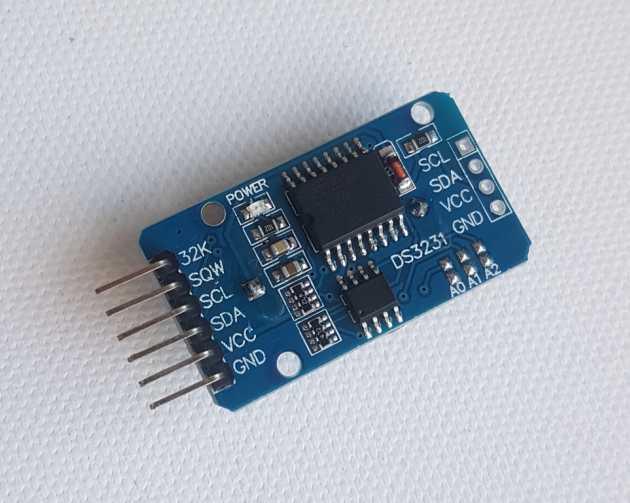 POWER
32K
SQW
SCL
SDA
VCC
GND
DS3231
SCL
SDA
VCC
GND
A0 A1 A2